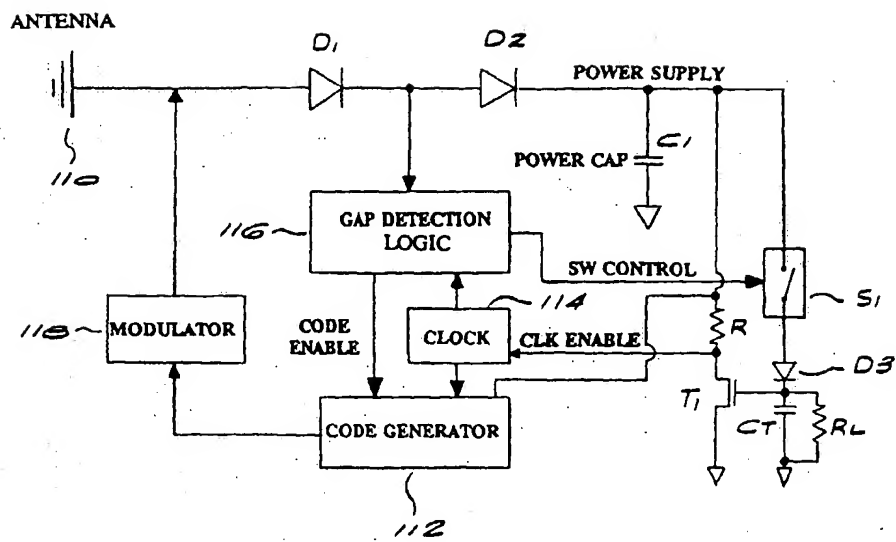 ANTENNA
D1
D2
POWER SUPPLY
110
C1
POWER CAP
116
GAP DETECTION
LOGIC
SW CONTROL
S1
114
118
MODULATOR
CODE
ENABLE
CLOCK
CLK ENABLE
R
D3
T1
CT
RL
CODE GENERATOR
112